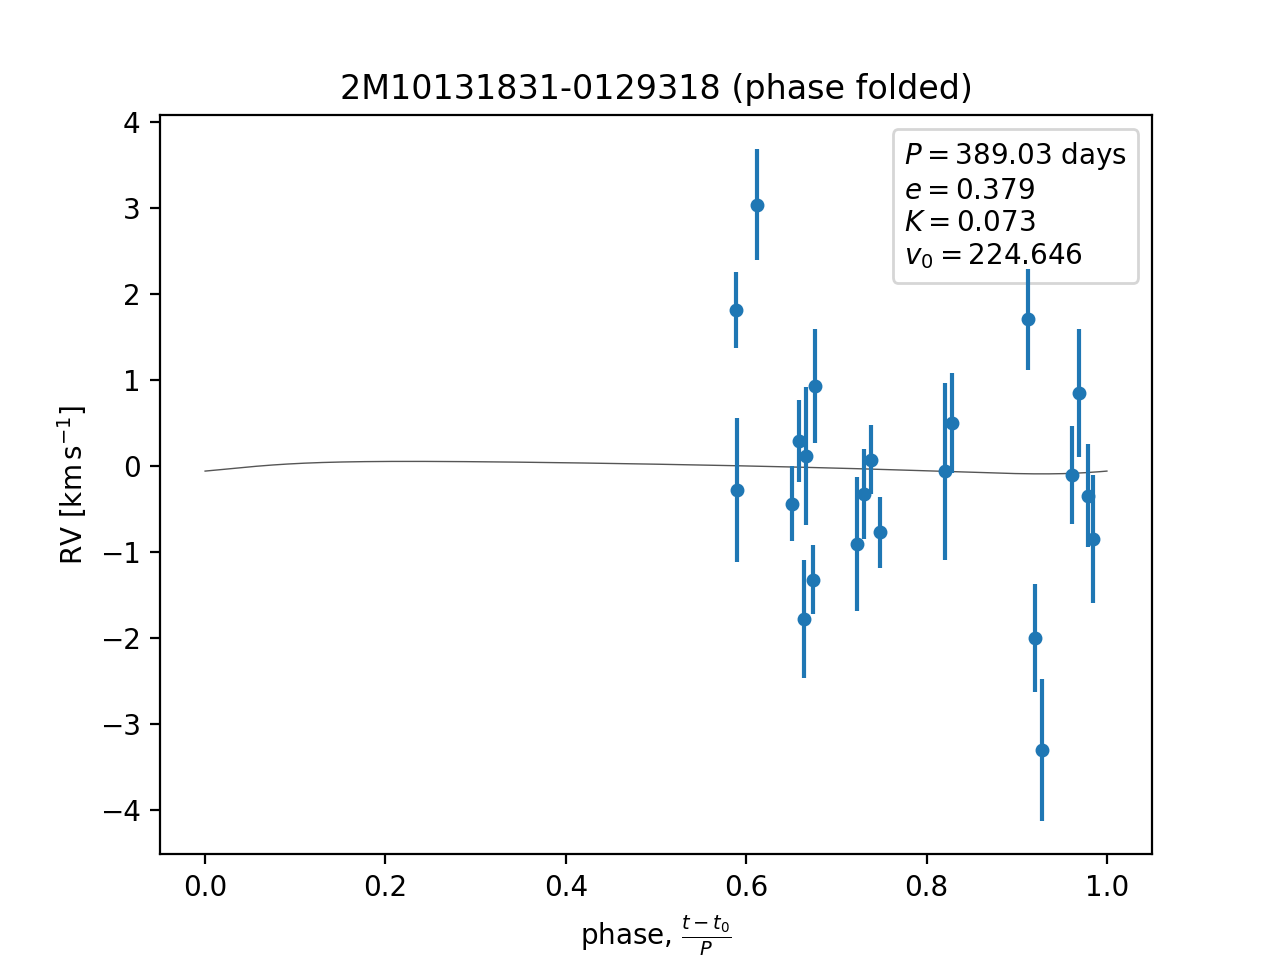 2M10131831-0129318 (phase folded)
P = 389.03 days
e = 0.379
K = 0.073
v₀ = 224.646
RV [km s⁻¹]
4
3
2
1
0
−1
−2
−3
−4
0.0 0.2 0.4 0.6 0.8 1.0
phase, (t − t₀)/P